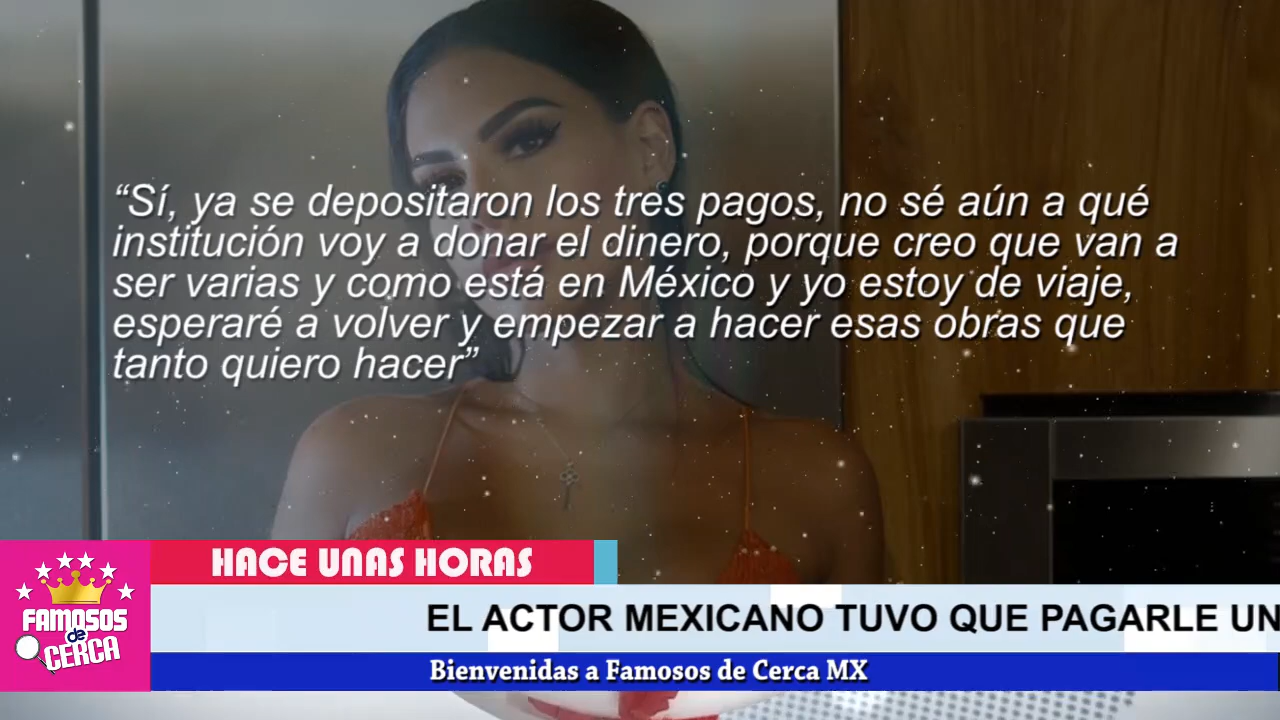 “Sí, ya se depositaron los tres pagos, no sé aún a qué
institución voy a donar el dinero, porque creo que van a
ser varias y como está en México y yo estoy de viaje,
esperaré a volver y empezar a hacer esas obras que
tanto quiero hacer”
HACE UNAS HORAS
FAMOSOS
de
CERCA
EL ACTOR MEXICANO TUVO QUE PAGARLE UN
Bienvenidas a Famosos de Cerca MX